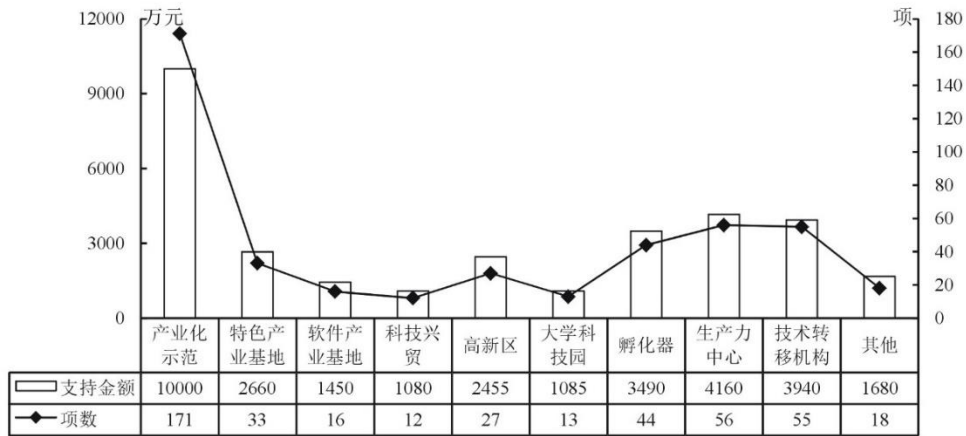 12000 万元 项 180
160
9000 140
120
100
6000 80
60
3000 40
20
0 0
产业化示范 特色产业基地 软件产业基地 科技兴贸 高新区 大学科技园 孵化器 生产力中心 技术转移机构 其他
支持金额 10000 2660 1450 1080 2455 1085 3490 4160 3940 1680
项数 171 33 16 12 27 13 44 56 55 18